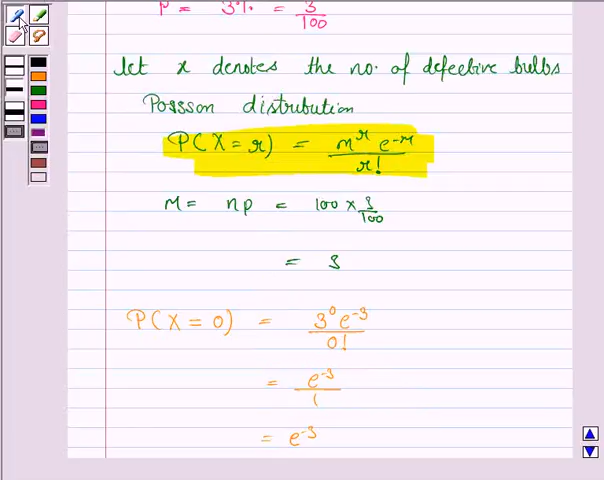 P = 3% = 3/100
Let x denotes the no. of defective bulbs
Possson distribution
P(X = r) = m^r e^-m / r!
M = np = 100 × 3/100
= 3
P(X = 0) = 3^0 e^-3 / 0!
= e^-3 / 1
= e^-3